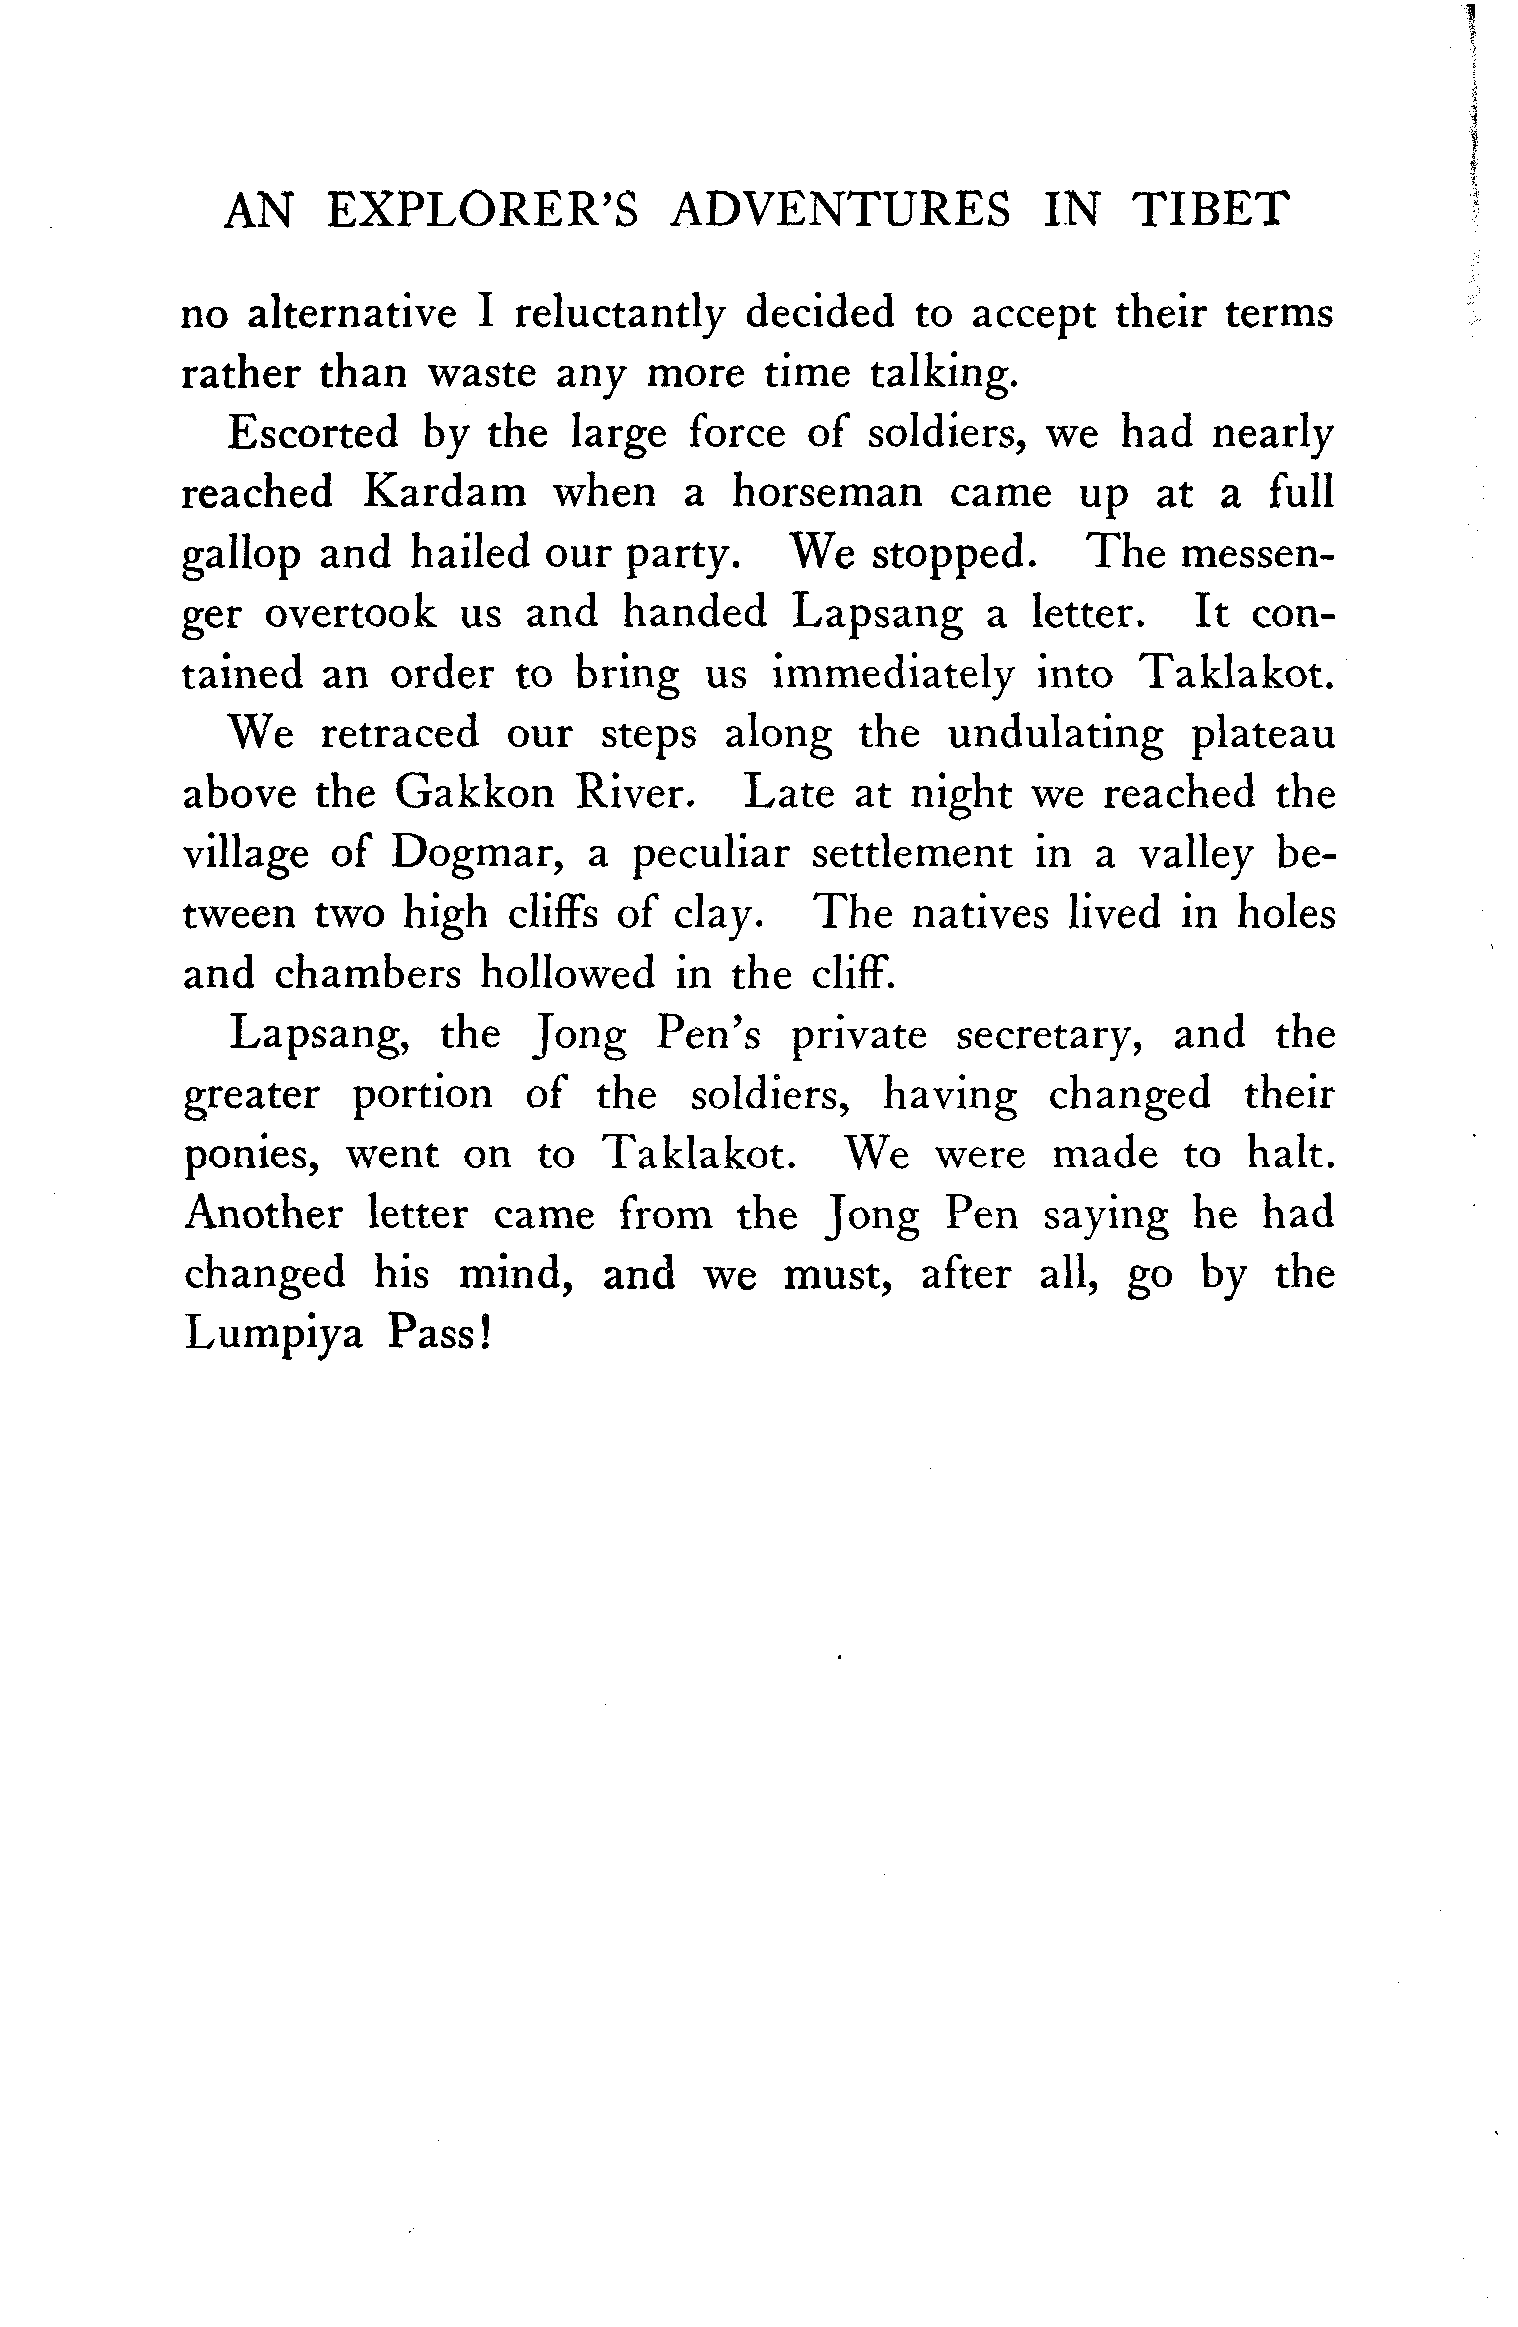 AN EXPLORER'S ADVENTURES IN TIBET
no alternative I reluctantly decided to accept their terms
rather than waste any more time talking.
Escorted by the large force of soldiers, we had nearly
reached Kardam when a horseman came up at a full
gallop and hailed our party. We stopped. The messen-
ger overtook us and handed Lapsang a letter. It con-
tained an order to bring us immediately into Taklakot.
We retraced our steps along the undulating plateau
above the Gakkon River. Late at night we reached the
village of Dogmar, a peculiar settlement in a valley be-
tween two high cliffs of clay. The natives lived in holes
and chambers hollowed in the cliff.
Lapsang, the Jong Pen's private secretary, and the
greater portion of the soldiers, having changed their
ponies, went on to Taklakot. We were made to halt.
Another letter came from the Jong Pen saying he had
changed his mind, and we must, after all, go by the
Lumpiya Pass!